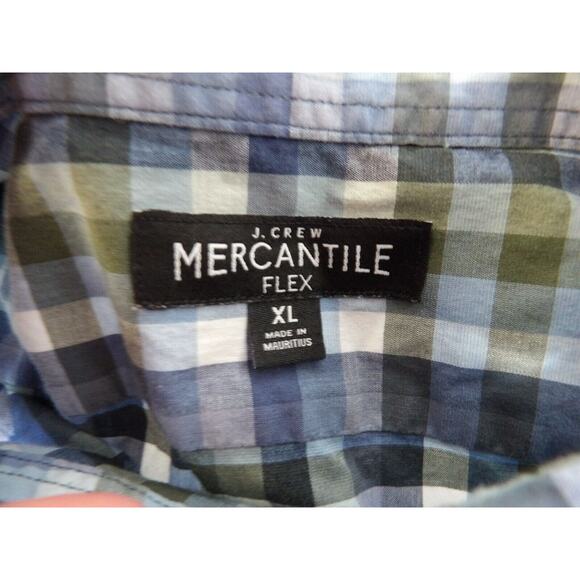 J.CREW
MERCANTILE
FLEX
XL
MADE IN
MAURITIUS